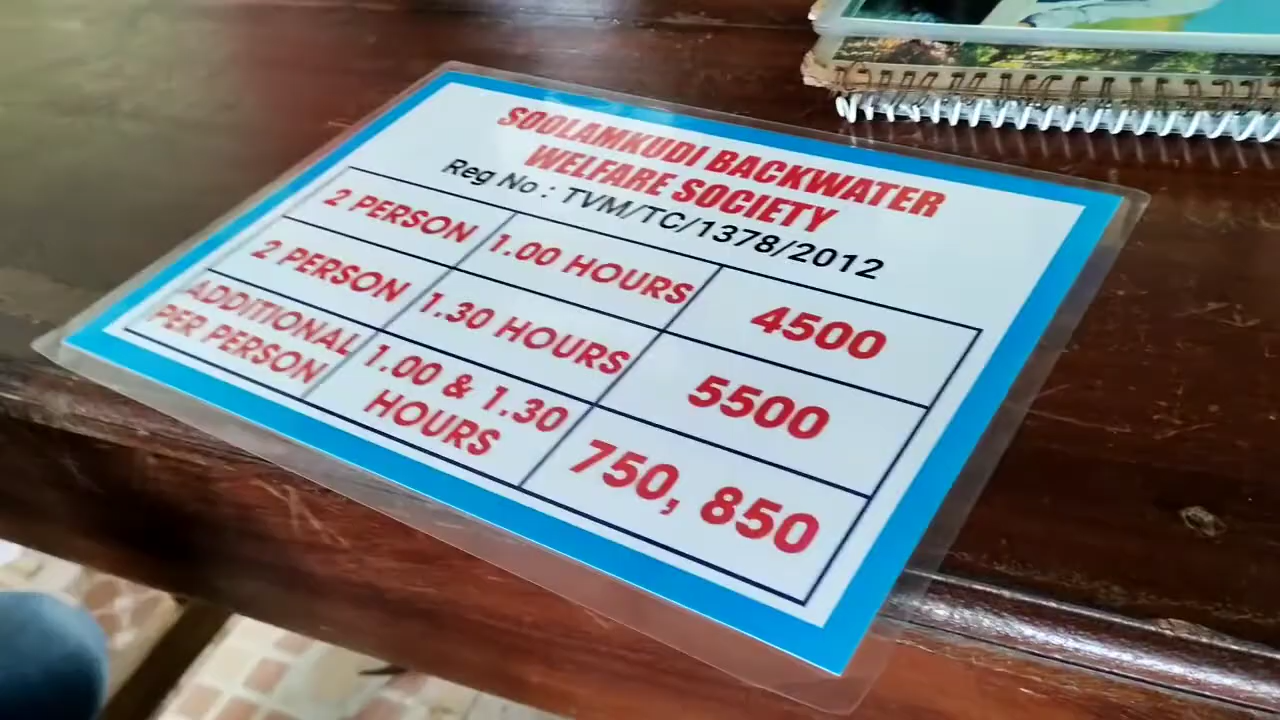 SOOLAMKUDI BACKWATER
WELFARE SOCIETY
Reg No : TVM/TC/1378/2012
2 PERSON 1.00 HOURS 4500
2 PERSON 1.30 HOURS 5500
ADDITIONAL
PER PERSON
1.00 & 1.30
HOURS
750, 850